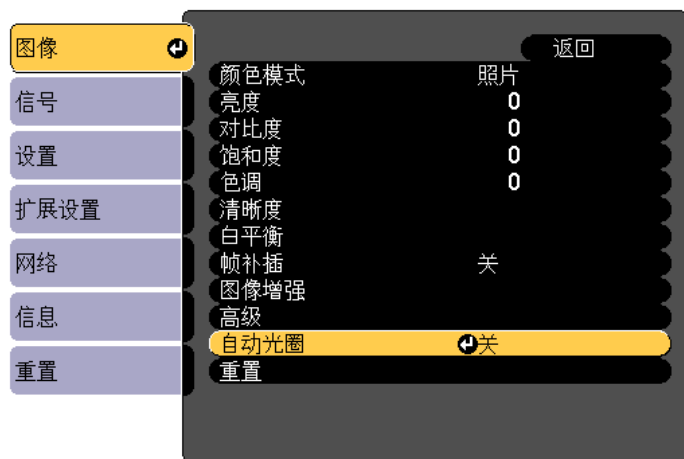 图像
信号
设置
扩展设置
网络
信息
重置
返回
颜色模式 照片
亮度 0
对比度 0
饱和度 0
色调 0
清晰度
白平衡
帧补插 关
图像增强
高级
自动光圈 关
重置